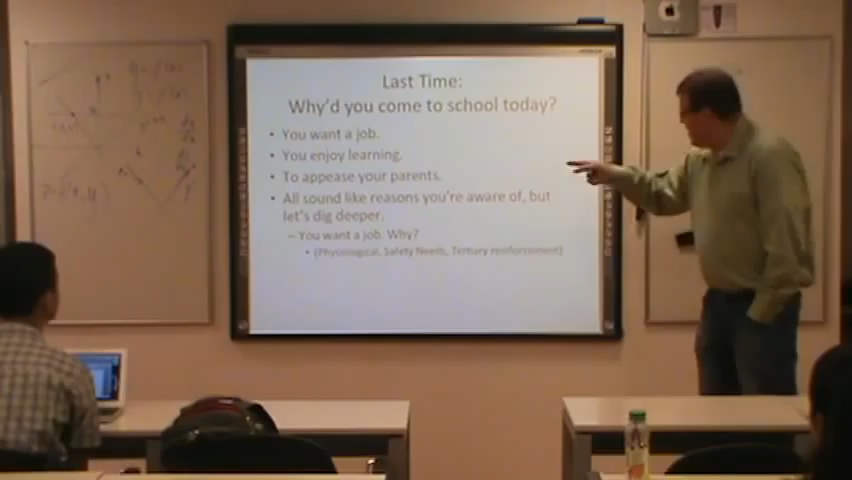 Last Time:
Why'd you come to school today?
• You want a job.
• You enjoy learning.
• To appease your parents.
• All sound like reasons you're aware of, but
let's dig deeper.
– You want a job. Why?
• (Physiological, Safety Needs, Tertiary reinforcement)